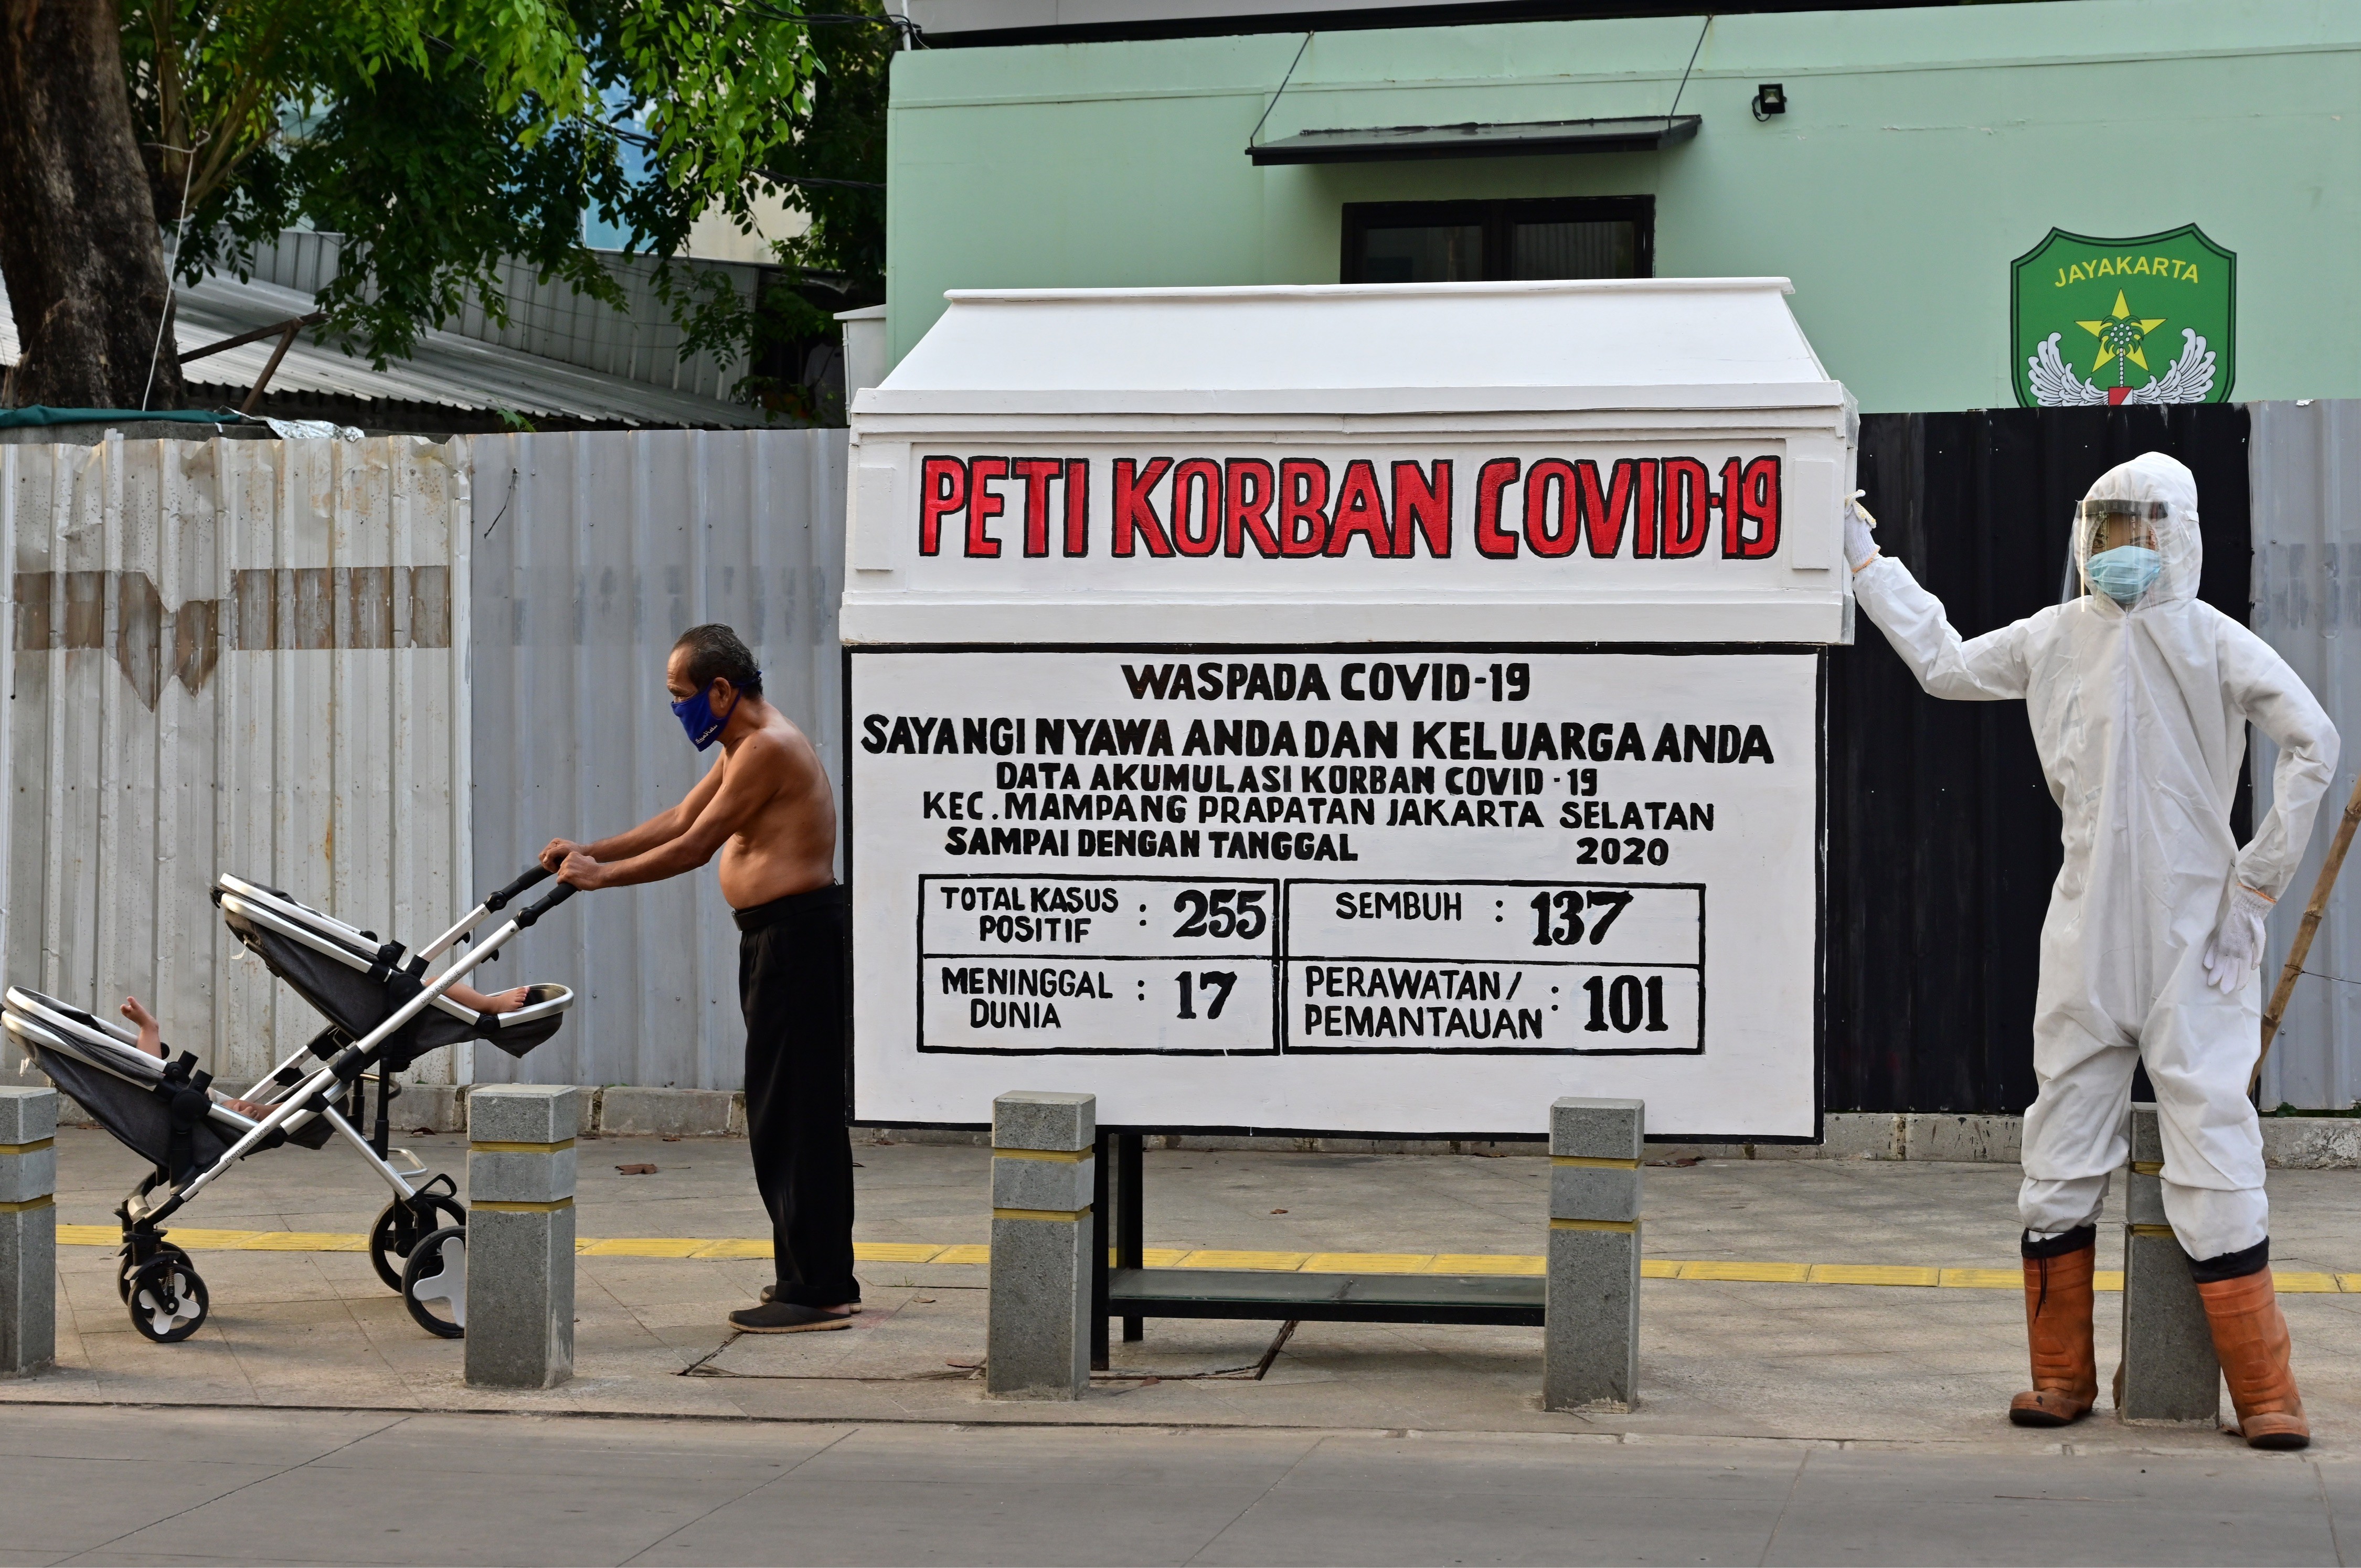 JAYAKARTA
PETI KORBAN COVID-19
WASPADA COVID-19
SAYANGI NYAWA ANDA DAN KELUARGA ANDA
DATA AKUMULASI KORBAN COVID-19
KEC. MAMPANG PRAPATAN JAKARTA SELATAN
SAMPAI DENGAN TANGGAL 2020
TOTAL KASUS POSITIF : 255
SEMBUH : 137
MENINGGAL DUNIA : 17
PERAWATAN/ PEMANTAUAN : 101